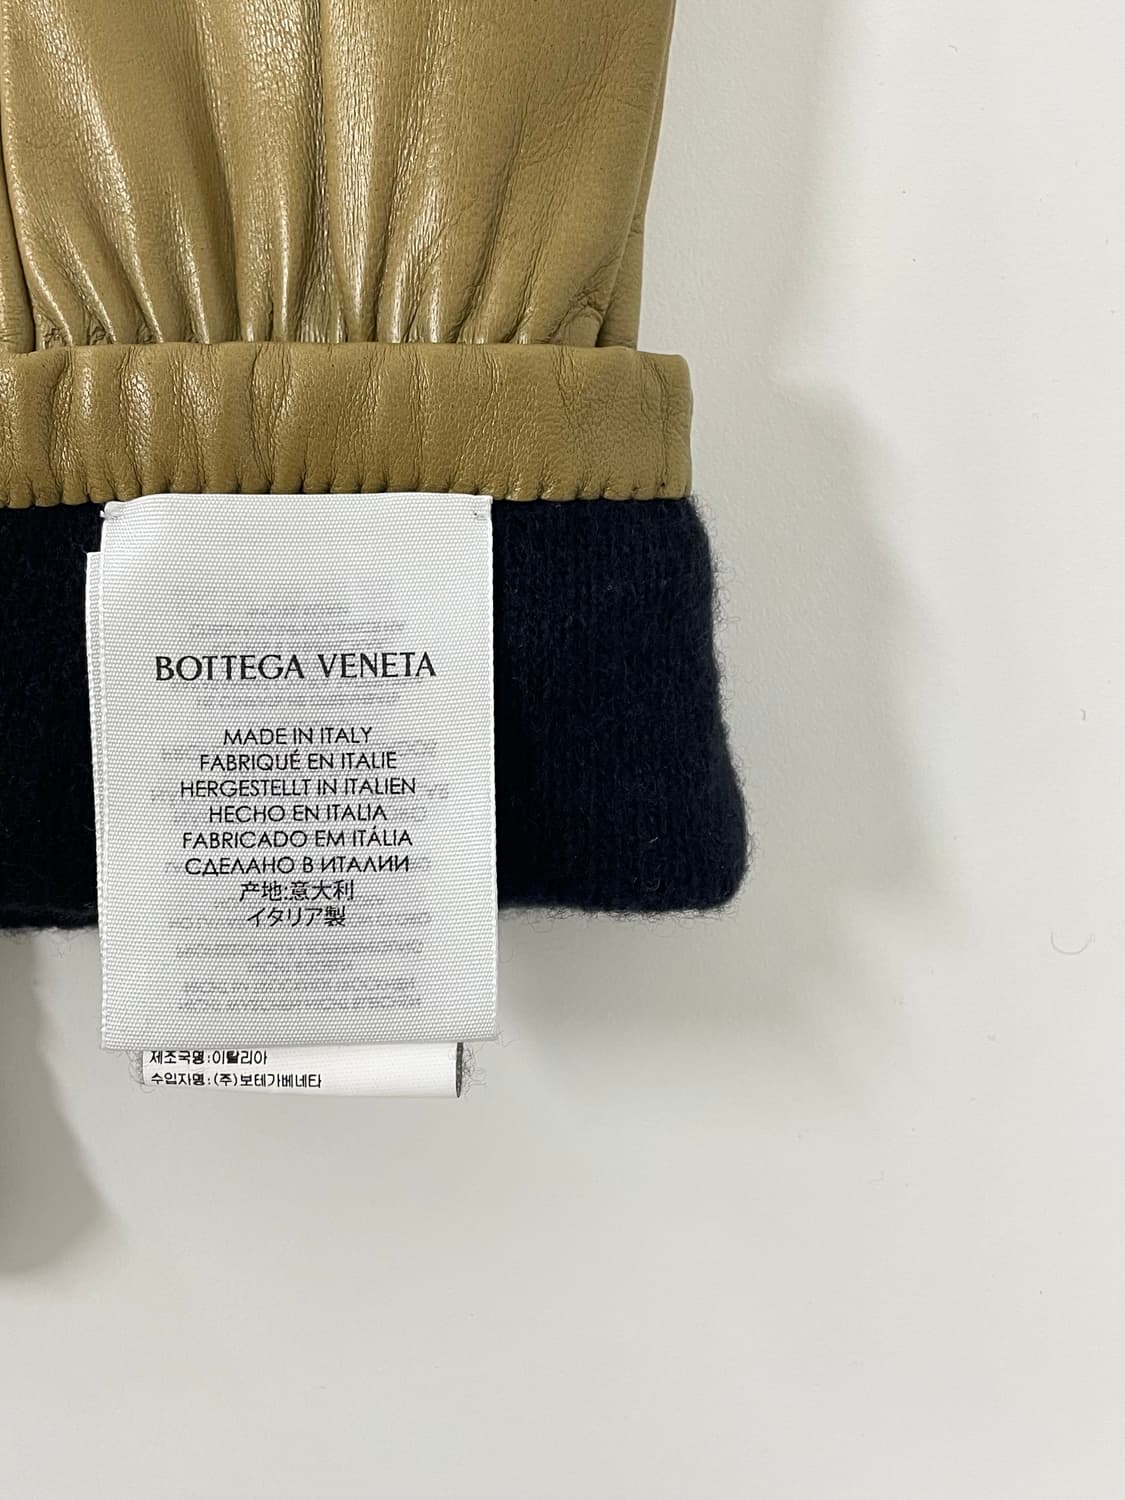 BOTTEGA VENETA
MADE IN ITALY
FABRIQUÉ EN ITALIE
HERGESTELLT IN ITALIEN
HECHO EN ITALIA
FABRICADO EM ITÁLIA
СДЕЛАНО В ИТАЛИИ
产地:意大利
イタリア製
제조국명:이탈리아
수입자명:(주)보테가베네타